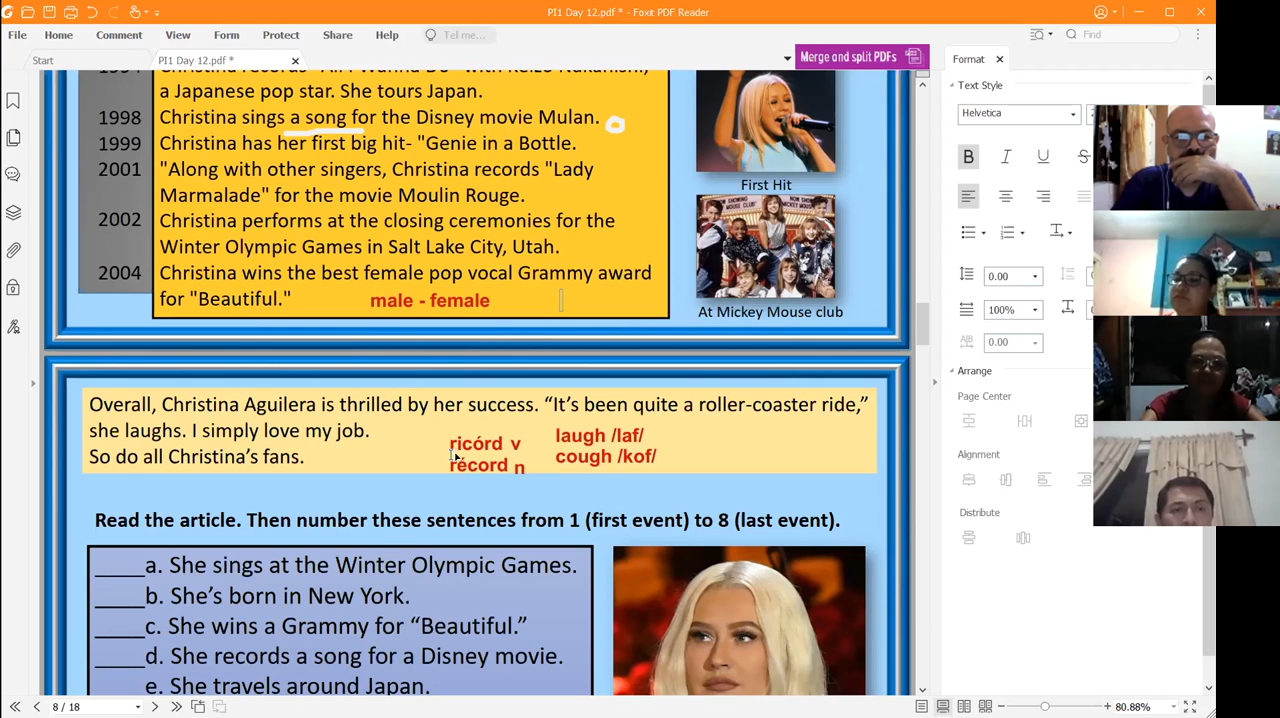 PI1 Day 12.pdf * - Foxit PDF Reader
File Home Comment View Form Protect Share Help Tell me... Find
Start PI1 Day 12.pdf * Merge and split PDFs Format
Text Style
Helvetica
B I U S
0.00
100%
0.00
Arrange
Page Center
Alignment
Distribute
a Japanese pop star. She tours Japan.
1998 Christina sings a song for the Disney movie Mulan.
1999 Christina has her first big hit- "Genie in a Bottle.
2001 "Along with other singers, Christina records "Lady
Marmalade" for the movie Moulin Rouge.
2002 Christina performs at the closing ceremonies for the
Winter Olympic Games in Salt Lake City, Utah.
2004 Christina wins the best female pop vocal Grammy award
for "Beautiful."
male - female
First Hit
At Mickey Mouse club
Overall, Christina Aguilera is thrilled by her success. “It’s been quite a roller-coaster ride,”
she laughs. I simply love my job.
So do all Christina’s fans.
ricórd v
récord n
laugh /laf/
cough /kof/
Read the article. Then number these sentences from 1 (first event) to 8 (last event).
____a. She sings at the Winter Olympic Games.
____b. She’s born in New York.
____c. She wins a Grammy for “Beautiful.”
____d. She records a song for a Disney movie.
e. She travels around Japan.
8 / 18
80.88%